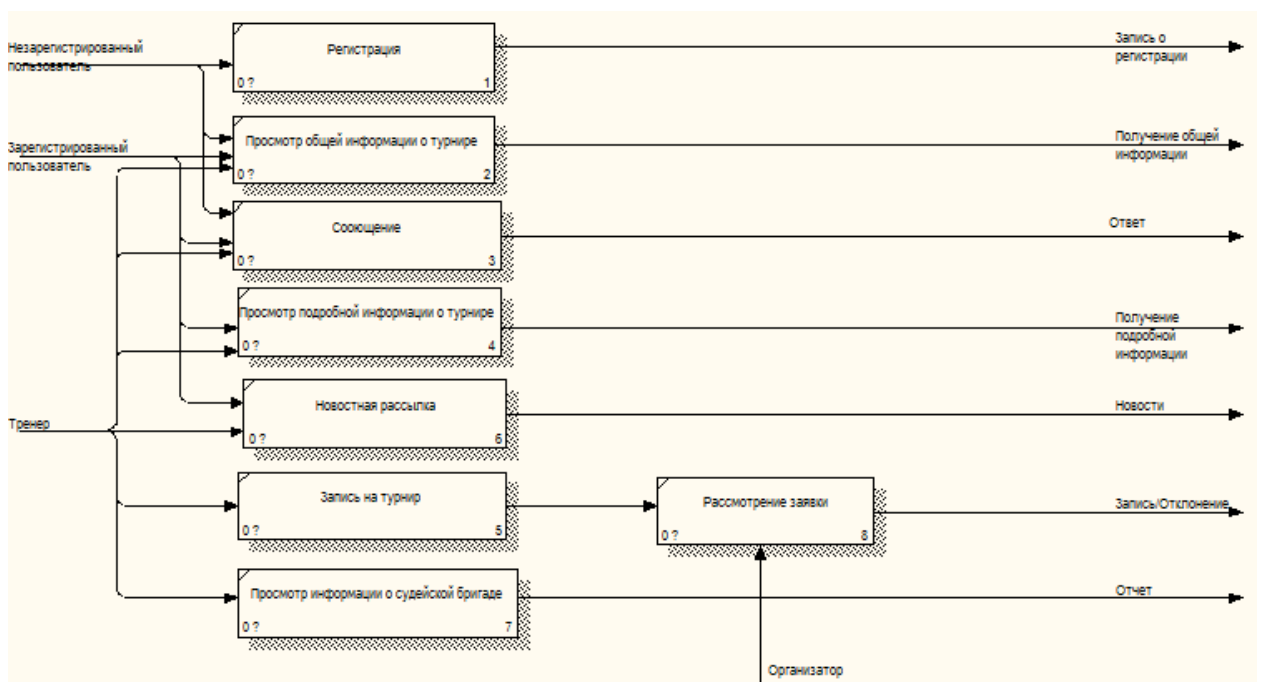 Незарегистрированный
пользователь
Регистрация
0 ?
1
Запись о
регистрации
Зарегистрированный
пользователь
Просмотр общей информации о турнире
0 ?
2
Получение общей
информации
Сооющение
0 ?
3
Ответ
Просмотр подробной информации о турнире
0 ?
4
Получение
подробной
информации
Тренер
Новостная рассылка
0 ?
6
Новости
Запись на турнир
0 ?
5
Рассмотрение заявки
0 ?
8
Запись/Отклонение
Просмотр информации о судейской бригаде
0 ?
7
Отчет
Организатор